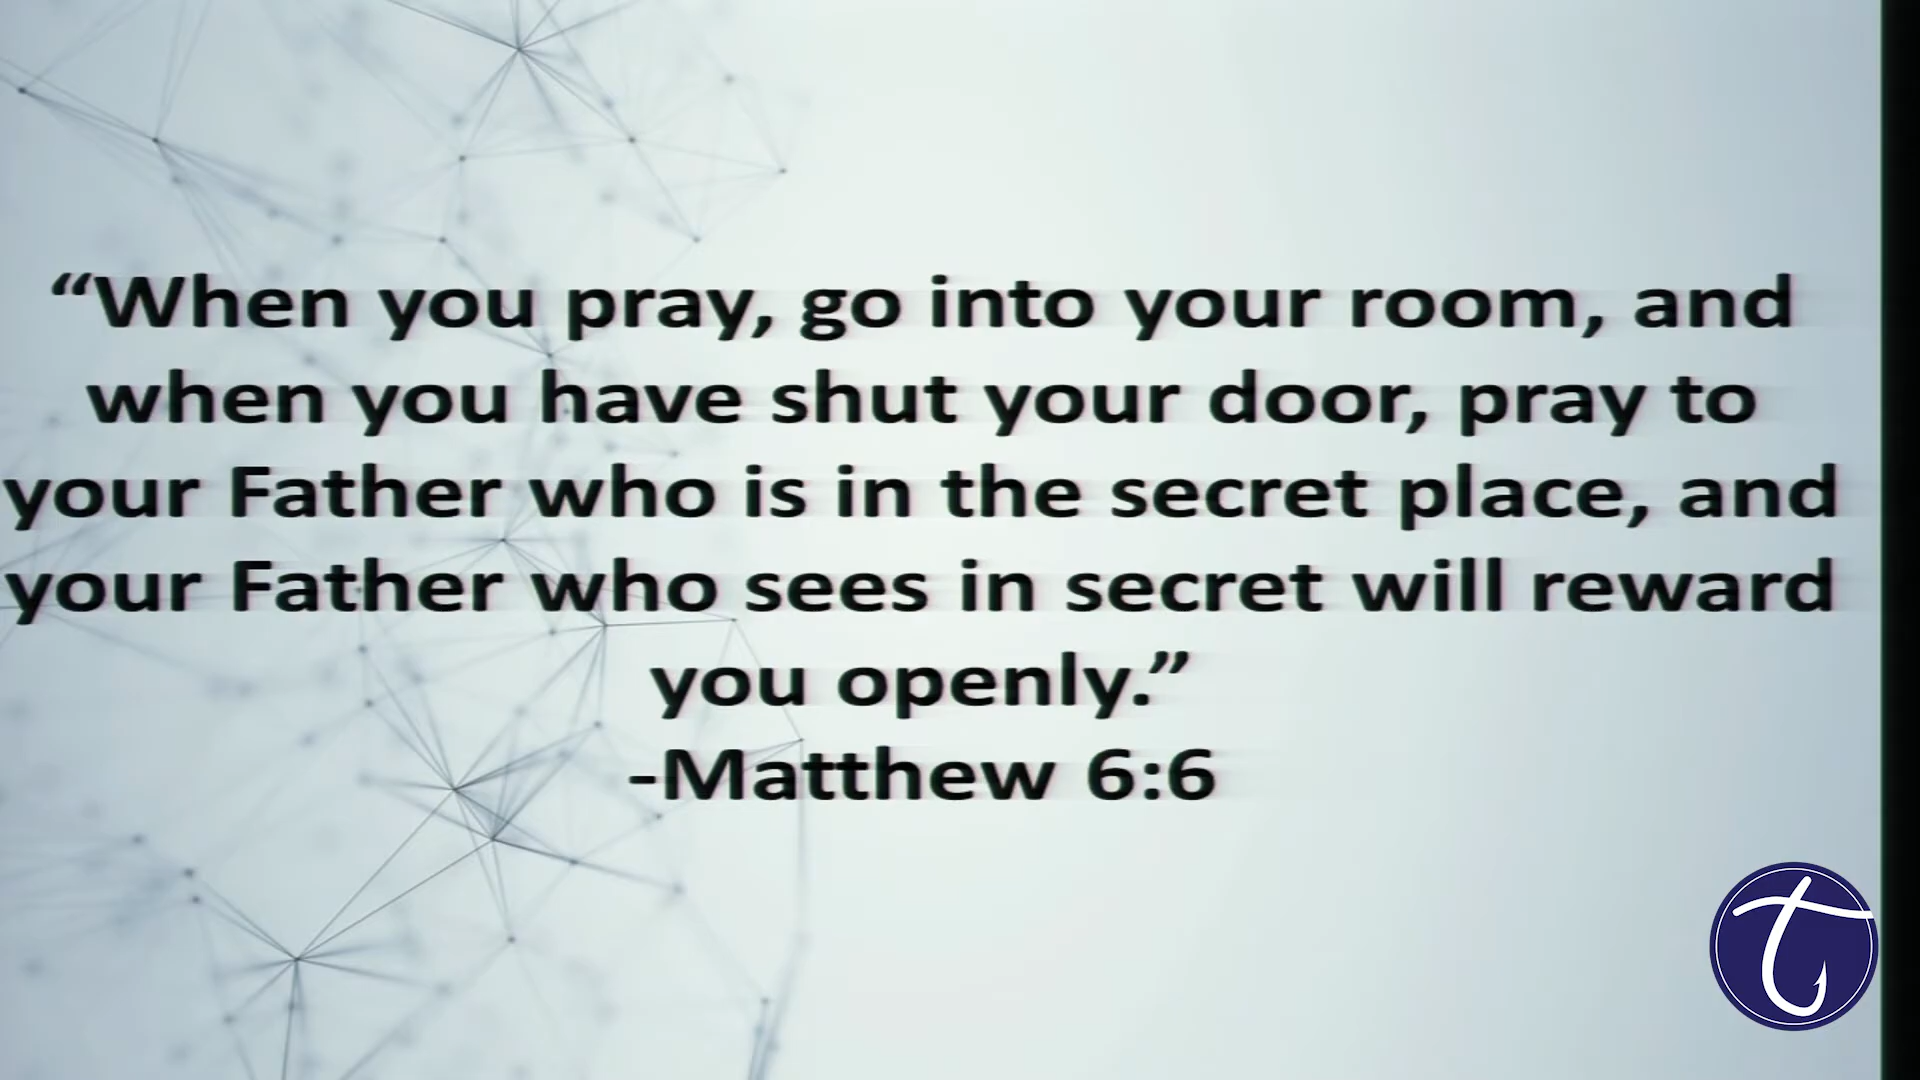 “When you pray, go into your room, and
when you have shut your door, pray to
your Father who is in the secret place, and
your Father who sees in secret will reward
you openly.”
-Matthew 6:6